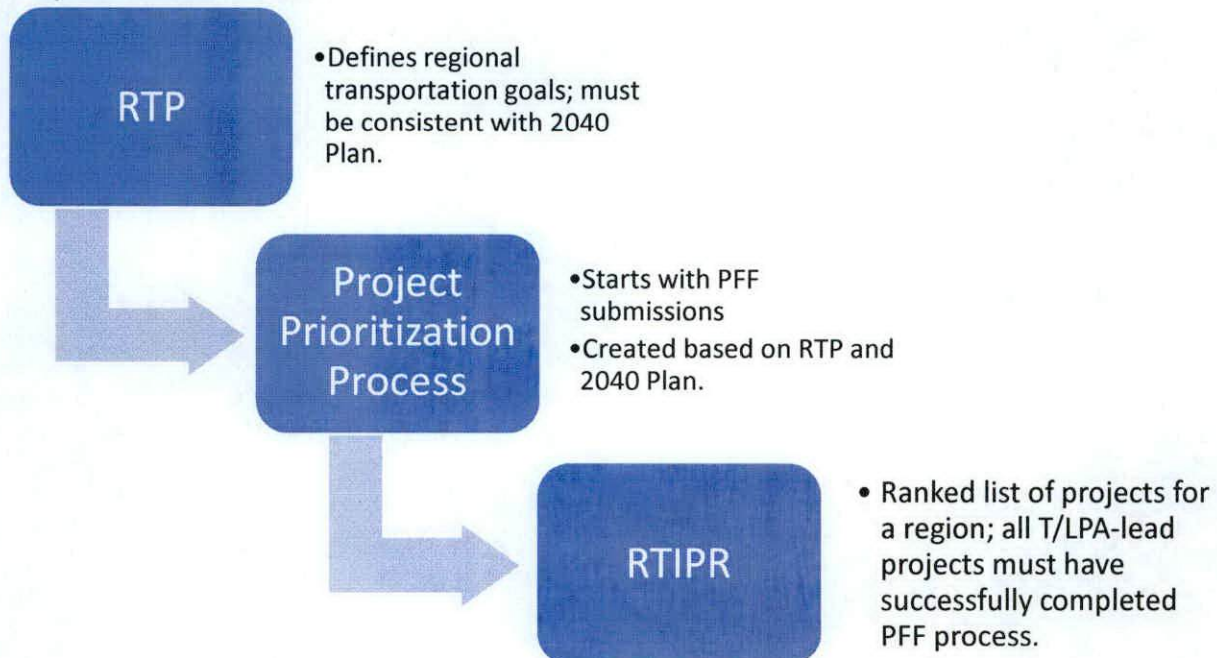 RTP
•Defines regional
transportation goals; must
be consistent with 2040
Plan.
Project
Prioritization
Process
•Starts with PFF
submissions
•Created based on RTP and
2040 Plan.
RTIPR
• Ranked list of projects for
a region; all T/LPA-lead
projects must have
successfully completed
PFF process.